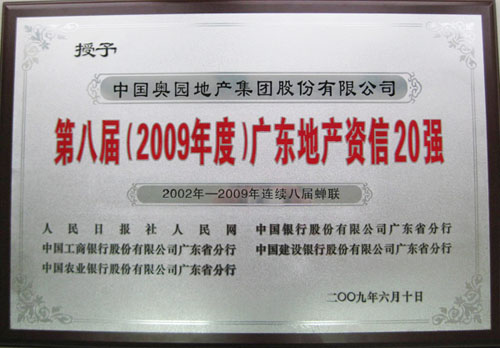 授予
中国奥园地产集团股份有限公司
第八届(2009年度)广东地产资信20强
2002年—2009年连续八届蝉联
人民日报社人民网 中国银行股份有限公司广东省分行
中国工商银行股份有限公司广东省分行 中国建设银行股份有限公司广东省分行
中国农业银行股份有限公司广东省分行
二〇〇九年六月十日